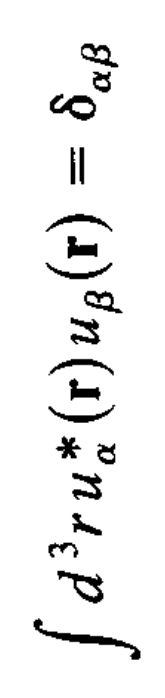 ∫ d³r u*_α(r) u_β(r) = δ_αβ